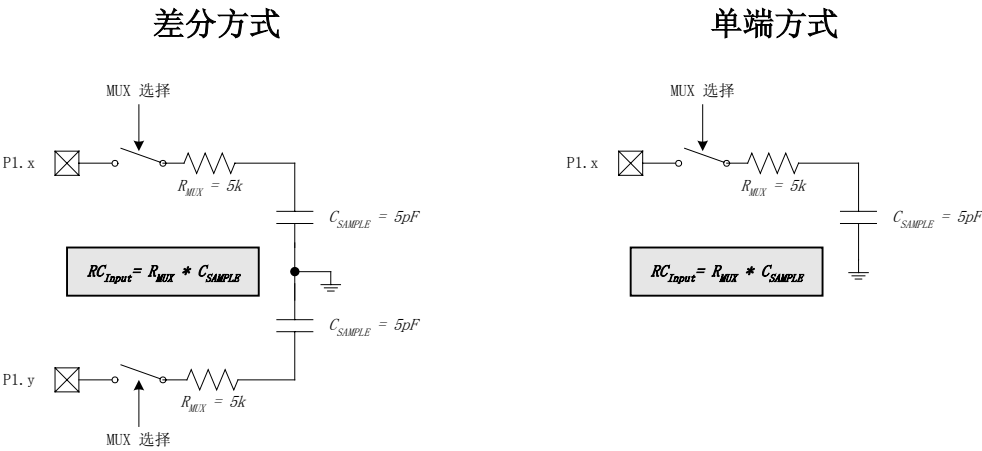 差分方式
MUX 选择
P1.x
R_MUX = 5k
C_SAMPLE = 5pF
RC_Input = R_MUX * C_SAMPLE
C_SAMPLE = 5pF
P1.y
R_MUX = 5k
MUX 选择
单端方式
MUX 选择
P1.x
R_MUX = 5k
C_SAMPLE = 5pF
RC_Input = R_MUX * C_SAMPLE